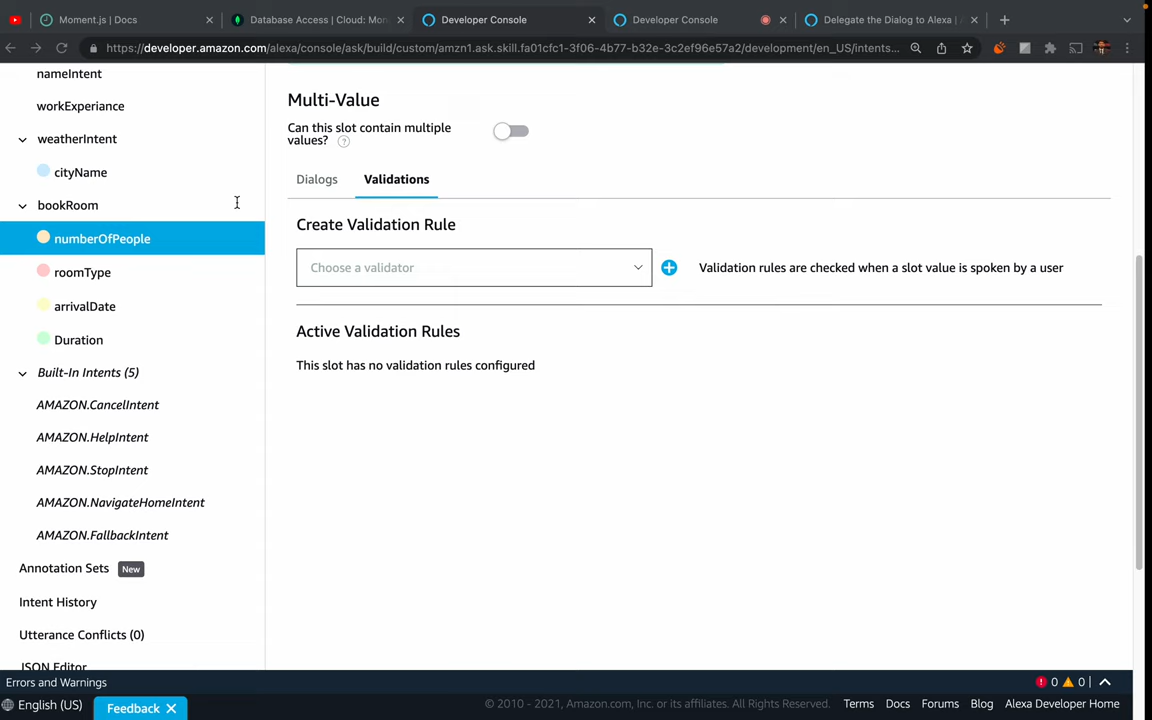 Moment.js | Docs
Database Access | Cloud: Mon
Developer Console
Developer Console
Delegate the Dialog to Alexa | A
https://developer.amazon.com/alexa/console/ask/build/custom/amzn1.ask.skill.fa01cfc1-3f06-4b77-b32e-3c2ef96e57a2/development/en_US/intents...
nameIntent
workExperiance
weatherIntent
cityName
bookRoom
numberOfPeople
roomType
arrivalDate
Duration
Built-In Intents (5)
AMAZON.CancelIntent
AMAZON.HelpIntent
AMAZON.StopIntent
AMAZON.NavigateHomeIntent
AMAZON.FallbackIntent
Annotation Sets New
Intent History
Utterance Conflicts (0)
JSON Editor
Multi-Value
Can this slot contain multiple
values? ?
Dialogs
Validations
Create Validation Rule
Choose a validator
Validation rules are checked when a slot value is spoken by a user
Active Validation Rules
This slot has no validation rules configured
Errors and Warnings
0 0
English (US)
Feedback
© 2010 - 2021, Amazon.com, Inc. or its affiliates. All Rights Reserved.
Terms
Docs
Forums
Blog
Alexa Developer Home